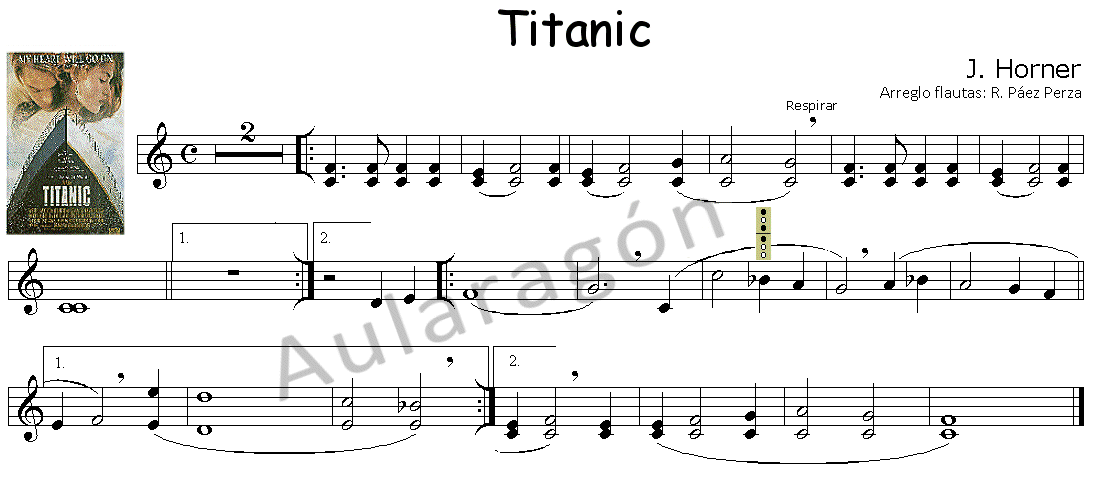 Titanic
J. Horner
Arreglo flautas: R. Páez Perza
MY HEART WILL GO ON
TITANIC
Respirar
2
1.
2.
Aularagón
1.
2.